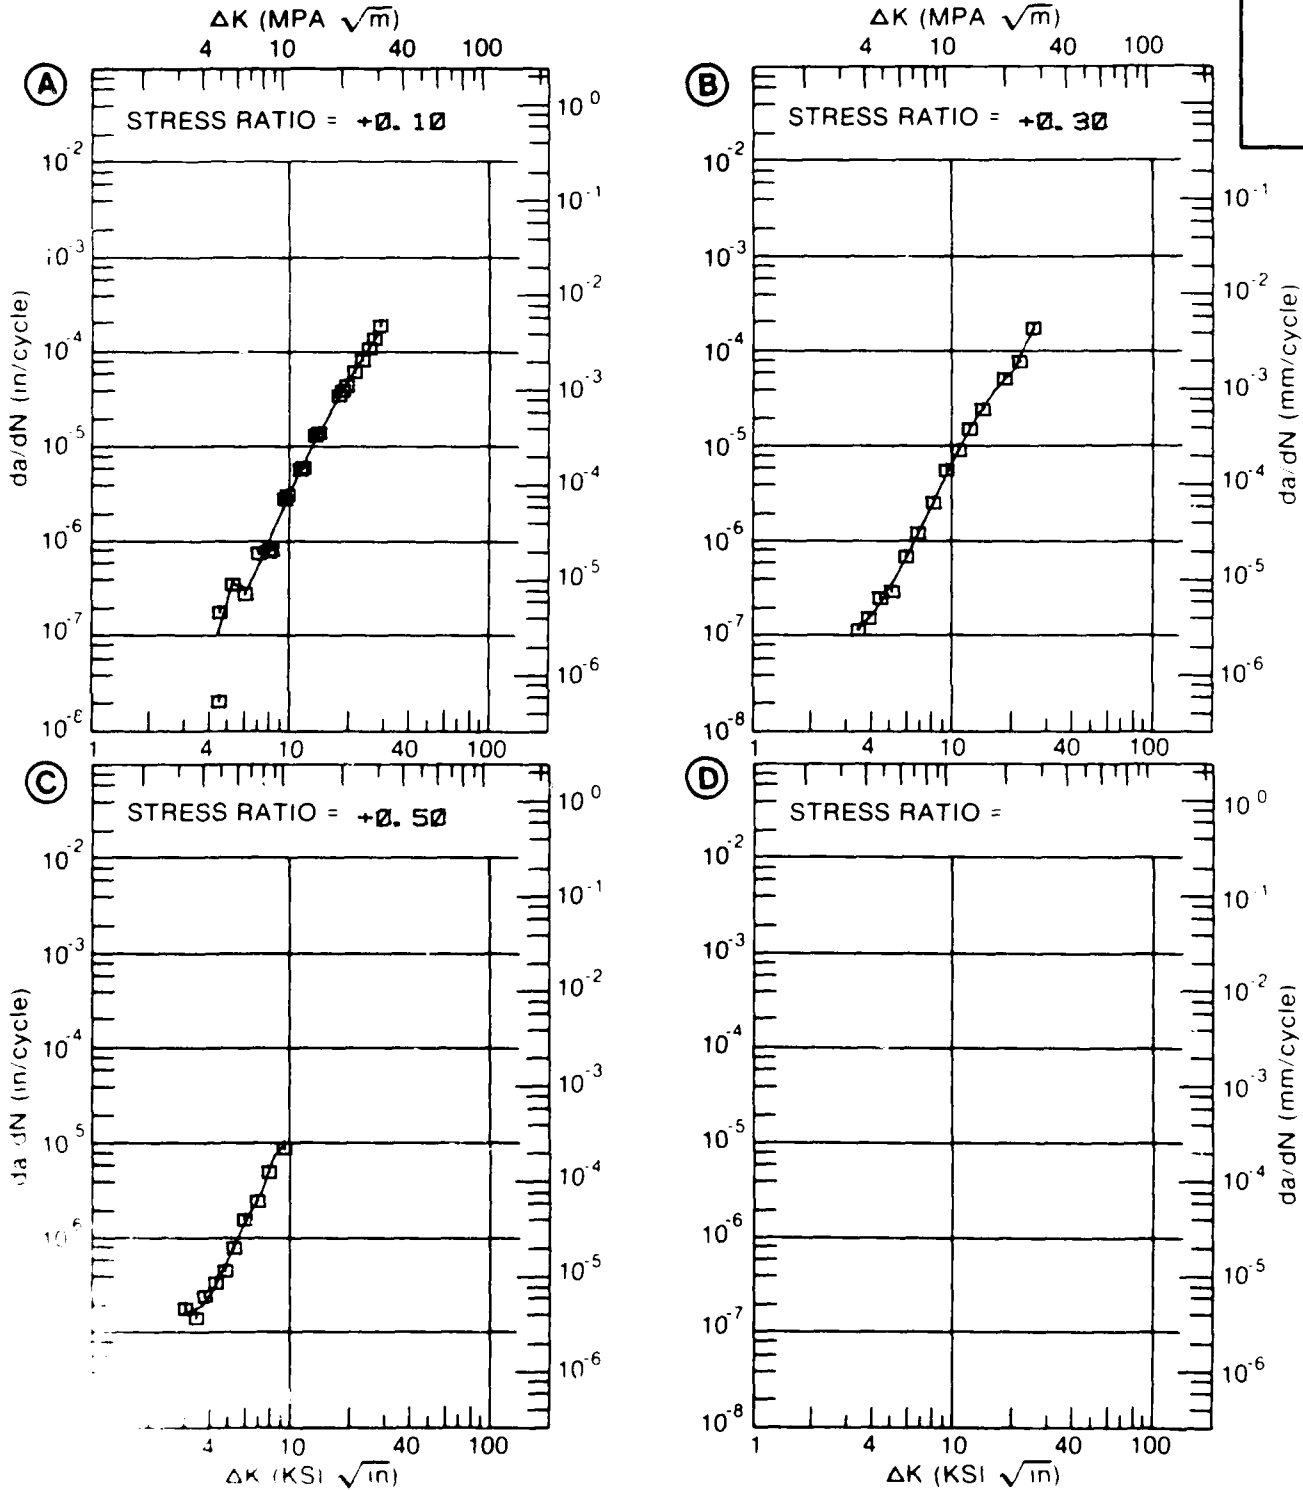 ΔK (MPA √m)
4 10 40 100
A
STRESS RATIO = +0.10
10^-2
10^-3
10^-4
10^-5
10^-6
10^-7
da/dN (in/cycle)
10^0
10^-1
10^-2
10^-3
10^-4
10^-5
10^-6
1 4 10 40 100
ΔK (MPA √m)
4 10 40 100
B
STRESS RATIO = +0.30
10^-2
10^-3
10^-4
10^-5
10^-6
10^-7
10^-8
10^-1
10^-2
10^-3
10^-4
10^-5
10^-6
da/dN (mm/cycle)
1 4 10 40 100
C
STRESS RATIO = +0.50
10^-2
10^-3
10^-4
10^-5
dN (in/cycle)
10^0
10^-1
10^-2
10^-3
10^-4
10^-5
10^-6
4 10 40 100
ΔK (KSI √in)
D
STRESS RATIO =
10^-2
10^-3
10^-4
10^-5
10^-6
10^-7
10^-8
10^0
10^-1
10^-2
10^-3
10^-4
10^-5
10^-6
da/dN (mm/cycle)
1 4 10 40 100
ΔK (KSI √in)